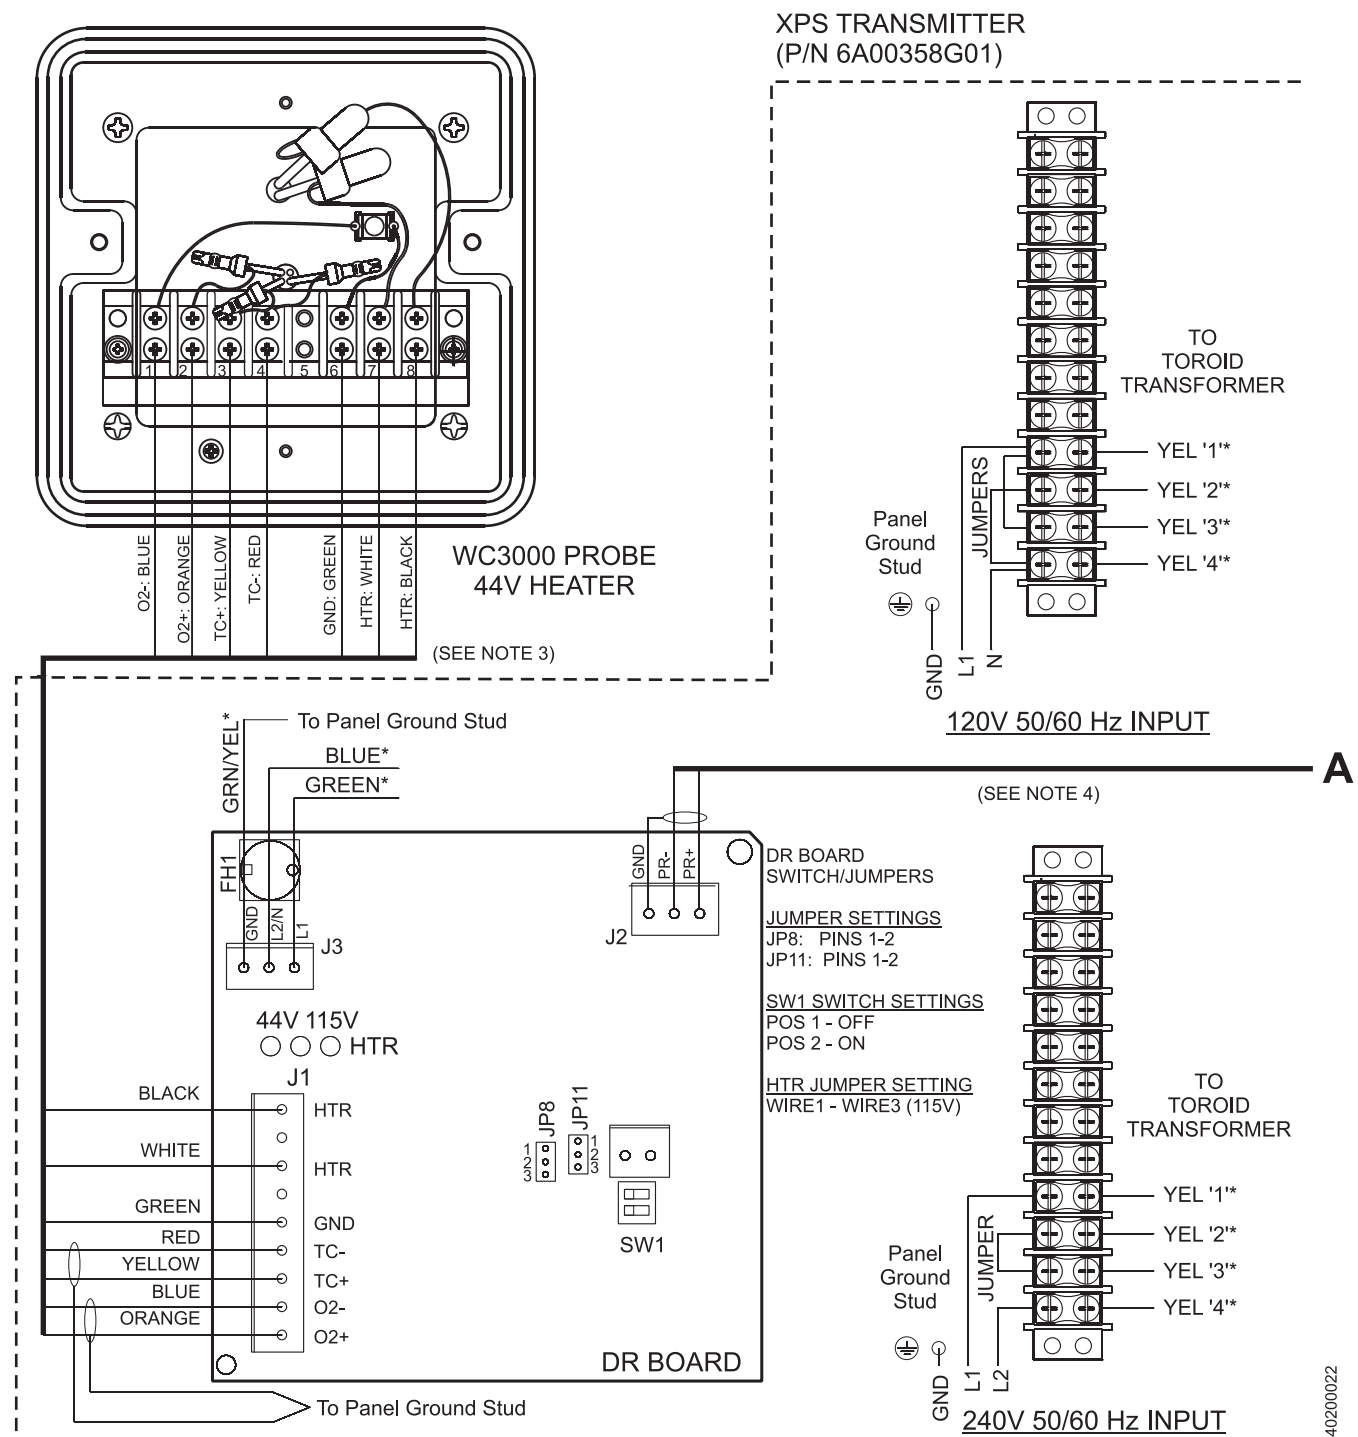 XPS TRANSMITTER
(P/N 6A00358G01)
1 2 3 4 5 6 7 8
O2-: BLUE
O2+: ORANGE
TC+: YELLOW
TC-: RED
GND: GREEN
HTR: WHITE
HTR: BLACK
WC3000 PROBE
44V HEATER
(SEE NOTE 3)
TO
TOROID
TRANSFORMER
YEL '1'*
YEL '2'*
YEL '3'*
YEL '4'*
JUMPERS
Panel
Ground
Stud
GND
L1
N
120V 50/60 Hz INPUT
To Panel Ground Stud
GRN/YEL*
BLUE*
GREEN*
A
(SEE NOTE 4)
FH1
GND
L2/N
L1
J3
GND
PR-
PR+
J2
DR BOARD
SWITCH/JUMPERS
JUMPER SETTINGS
JP8: PINS 1-2
JP11: PINS 1-2
SW1 SWITCH SETTINGS
POS 1 - OFF
POS 2 - ON
HTR JUMPER SETTING
WIRE1 - WIRE3 (115V)
44V 115V
HTR
J1
BLACK
HTR
WHITE
HTR
GREEN
GND
RED
TC-
YELLOW
TC+
BLUE
O2-
ORANGE
O2+
JP8
1
2
3
JP11
1
2
3
SW1
DR BOARD
To Panel Ground Stud
TO
TOROID
TRANSFORMER
YEL '1'*
YEL '2'*
YEL '3'*
YEL '4'*
JUMPER
Panel
Ground
Stud
GND
L1
L2
240V 50/60 Hz INPUT
40200022